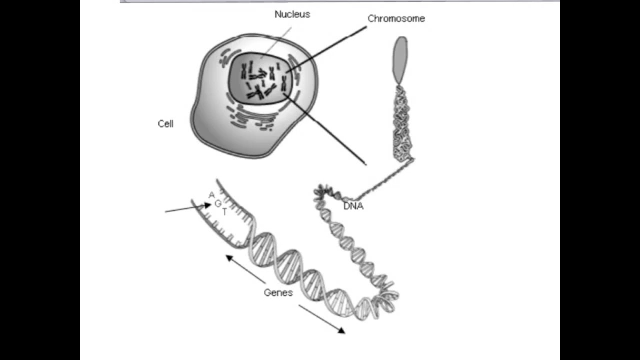 Nucleus
Chromosome
Cell
A
G
T
DNA
Genes